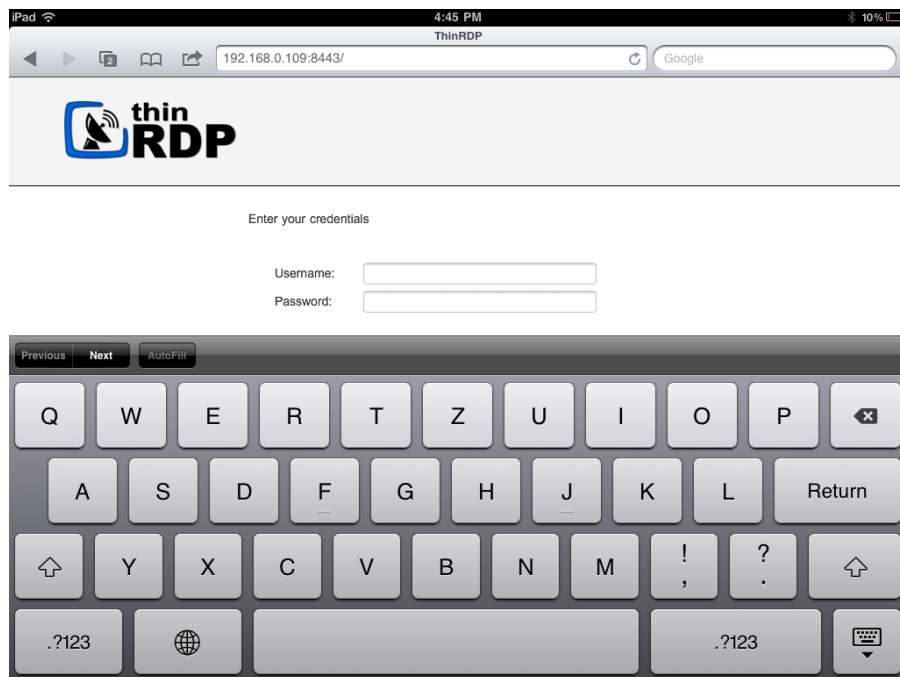 iPad 4:45 PM 10%
ThinRDP
2 192.168.0.109:8443/ Google
thin
RDP
Enter your credentials
Username:
Password:
Previous Next AutoFill
Q W E R T Z U I O P
A S D F G H J K L Return
Y X C V B N M ! , ? .
.?123 .?123